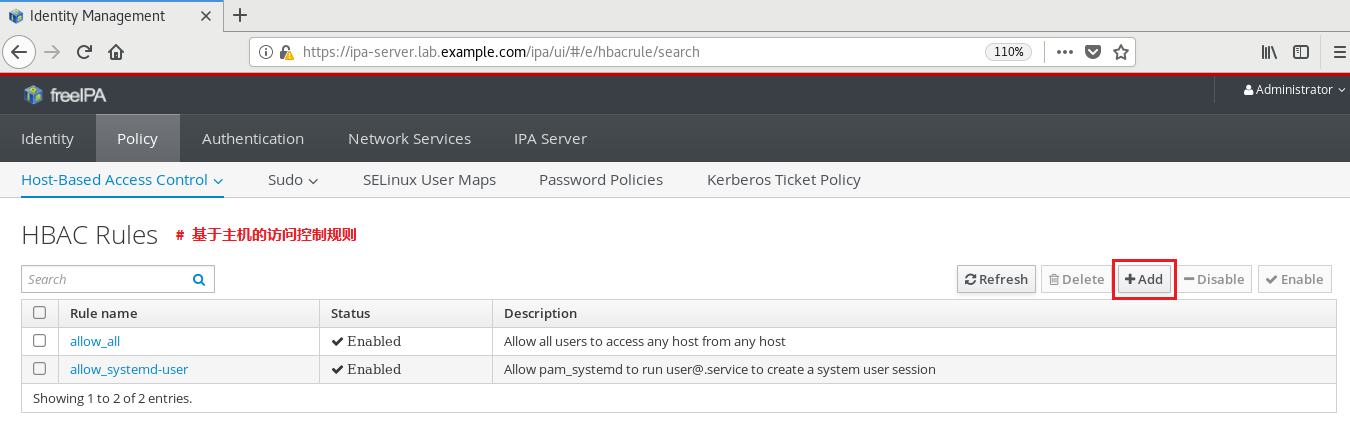 Identity Management
https://ipa-server.lab.example.com/ipa/ui/#/e/hbacrule/search 110%
freeIPA Administrator
Identity Policy Authentication Network Services IPA Server
Host-Based Access Control Sudo SELinux User Maps Password Policies Kerberos Ticket Policy
HBAC Rules # 基于主机的访问控制规则
Search Refresh Delete Add Disable Enable
Rule name Status Description
allow_all Enabled Allow all users to access any host from any host
allow_systemd-user Enabled Allow pam_systemd to run user@.service to create a system user session
Showing 1 to 2 of 2 entries.